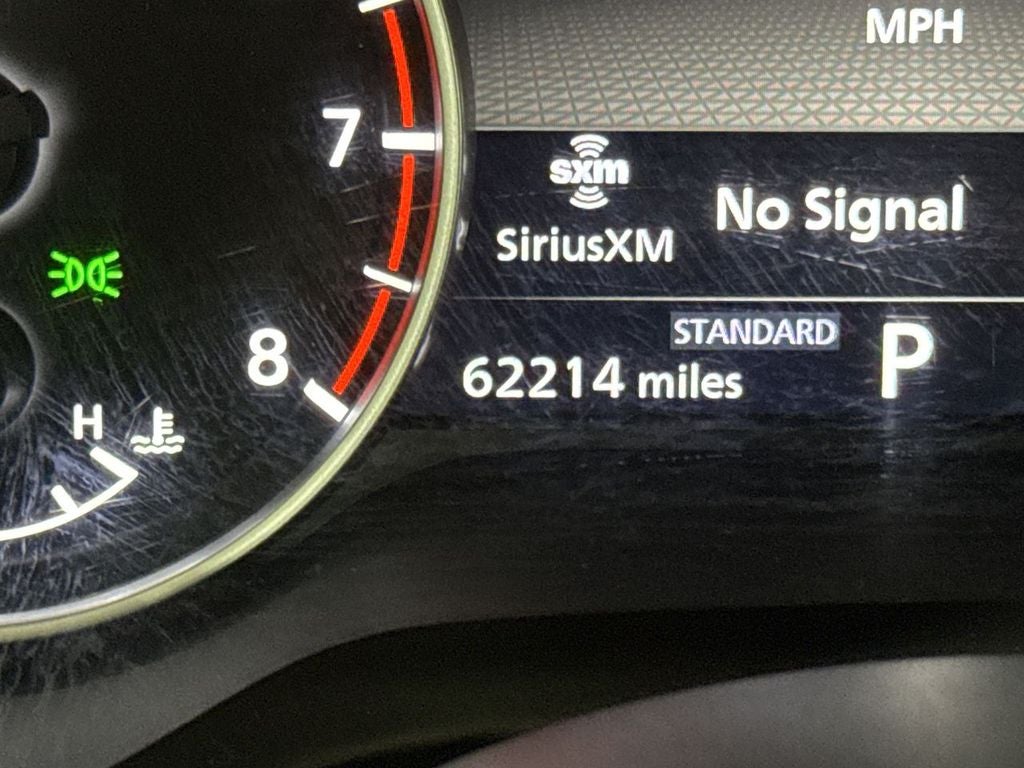 MPH
7
sxm
SiriusXM
No Signal
8
STANDARD
62214 miles
P
H